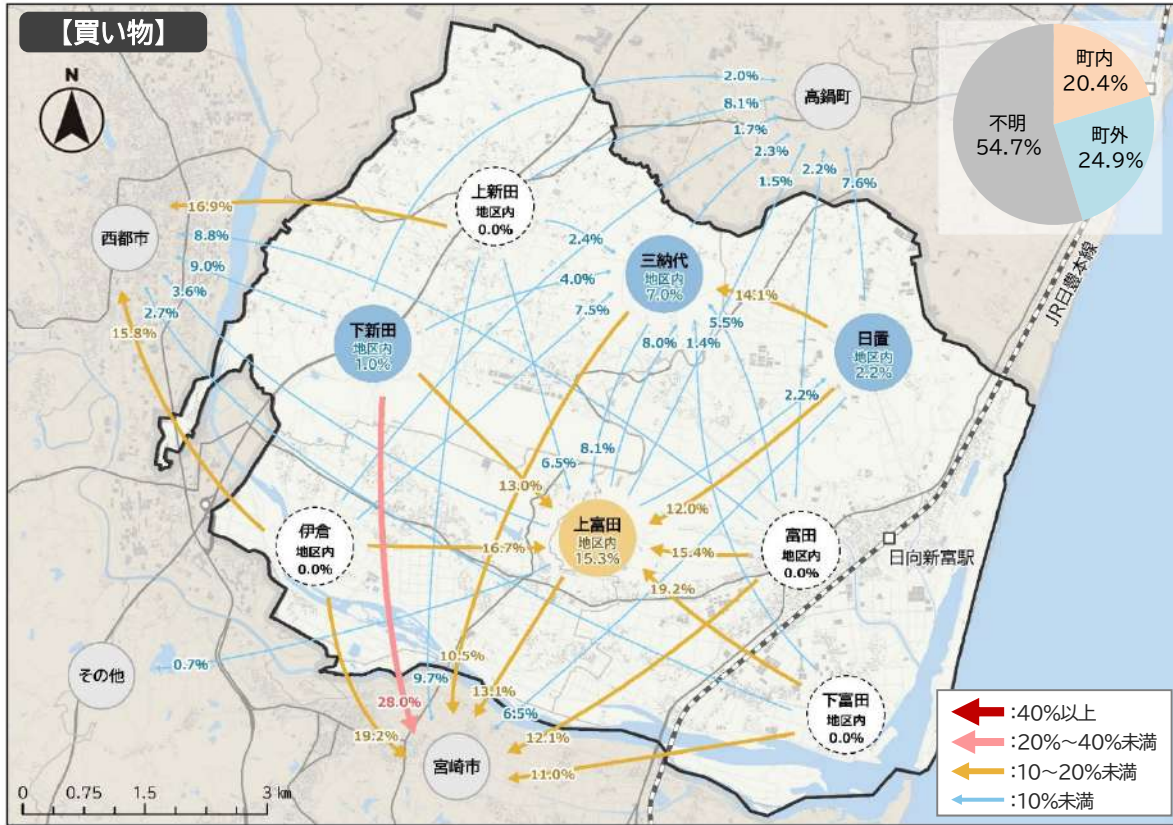 【買い物】
N
町内
20.4%
町外
24.9%
不明
54.7%
高鍋町
2.0%
8.1%
1.7%
2.3%
1.5%
2.2%
7.6%
上新田
地区内
0.0%
16.9%
西都市
8.8%
9.0%
3.6%
2.7%
15.8%
2.4%
4.0%
7.5%
三納代
地区内
7.0%
14.1%
5.5%
8.0%
1.4%
下新田
地区内
1.0%
日置
地区内
2.2%
2.2%
JR日豊本線
8.1%
6.5%
13.0%
12.0%
伊倉
地区内
0.0%
16.7%
上富田
地区内
15.3%
15.4%
富田
地区内
0.0%
日向新富駅
19.2%
その他
0.7%
10.5%
9.7%
13.1%
28.0%
6.5%
19.2%
12.1%
11.0%
下富田
地区内
0.0%
宮崎市
0 0.75 1.5 3 km
:40%以上
:20%～40%未満
:10～20%未満
:10%未満